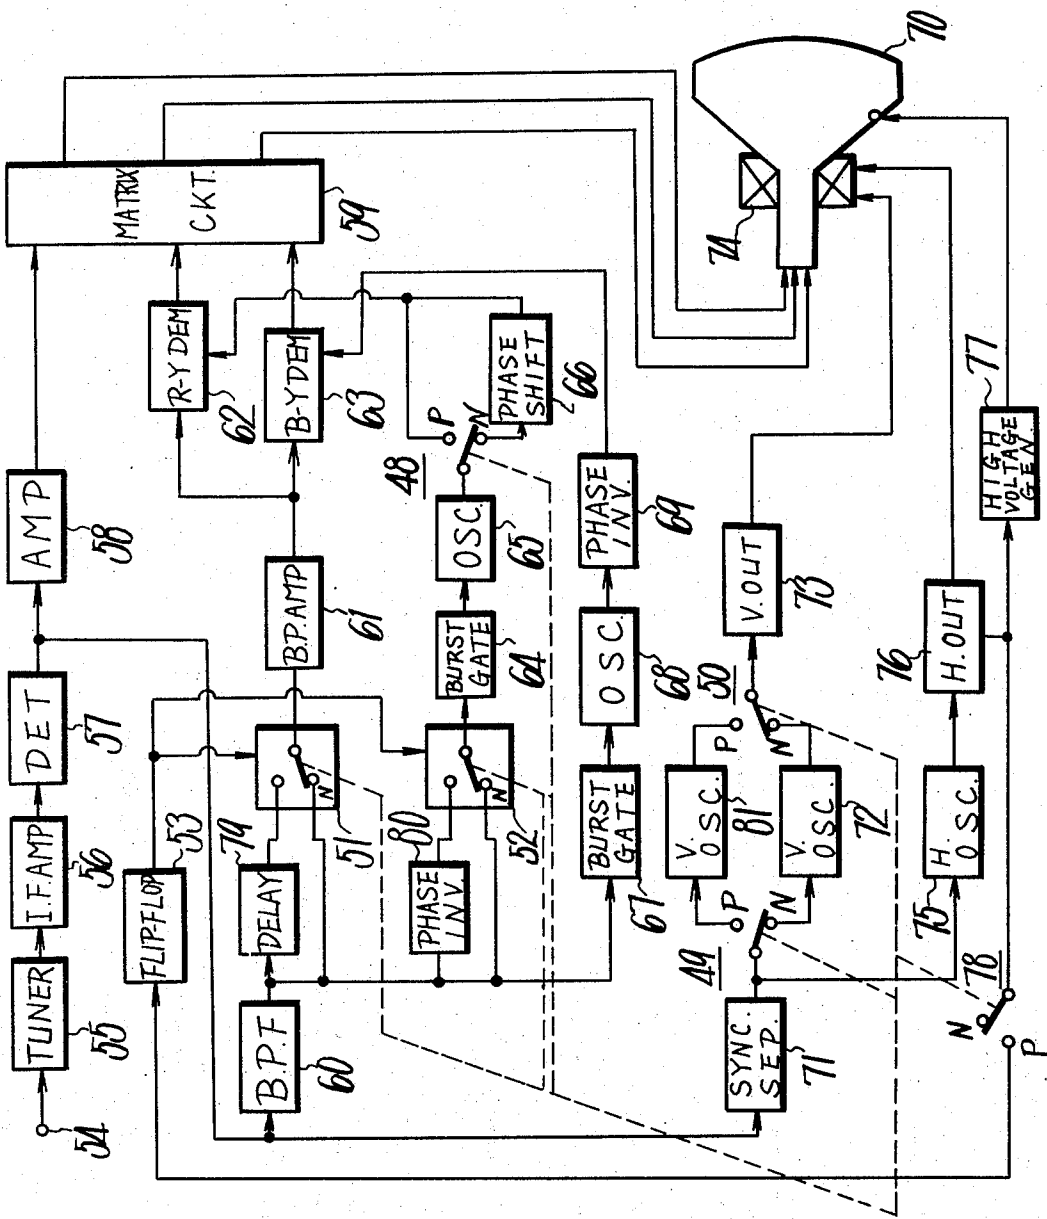 54
TUNER
55
I.F.AMP
56
DET
57
AMP
58
MATRIX
CKT.
59
FLIP-FLOP
53
B.P.F
60
DELAY
79
N
51
B.P.AMP
61
R-Y DEM
62
B-Y DEM
63
PHASE
INV.
80
N
52
BURST
GATE
64
OSC.
65
48
P
N
PHASE
SHIFT
66
BURST
GATE
67
OSC.
68
PHASE
INV.
69
SYNC.
SEP.
71
49
P
N
V.
OSC.
81
V.
OSC.
72
50
P
N
V.OUT
73
74
70
H.
OSC.
75
H.OUT
76
HIGH
VOLTAGE
GEN.
77
78
N
P